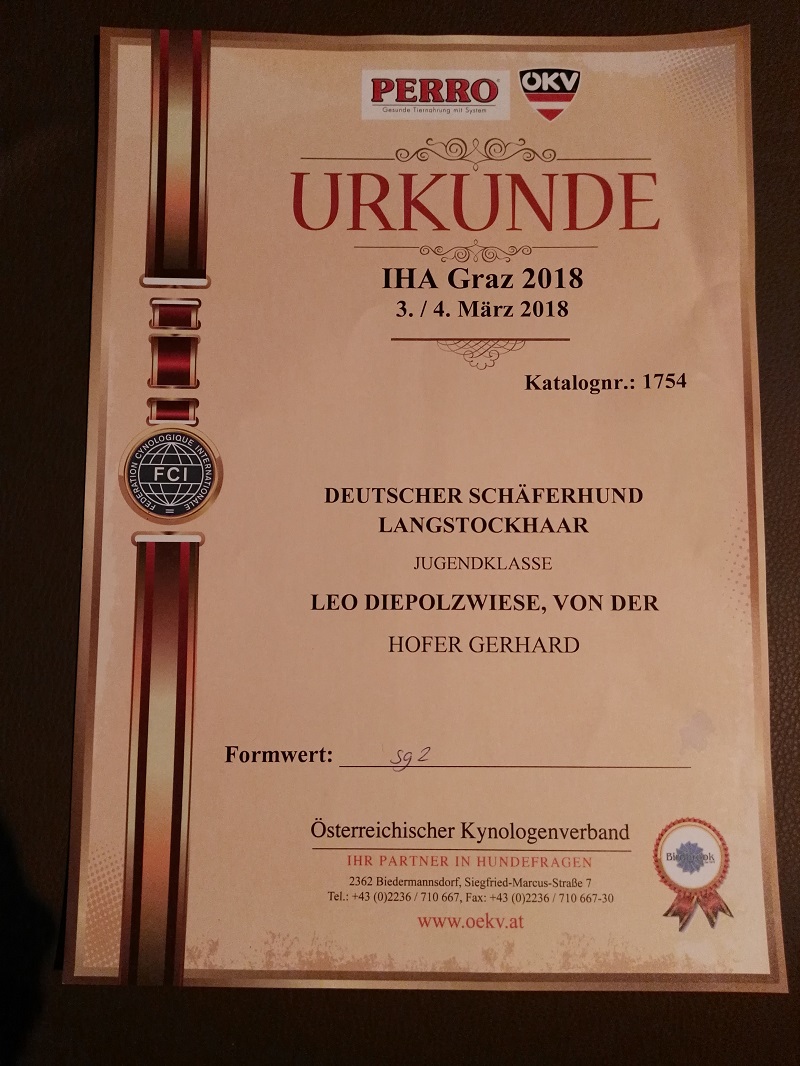 PERRO®
Gesunde Tiernahrung mit System
ÖKV
URKUNDE
IHA Graz 2018
3. / 4. März 2018
Katalognr.: 1754
FEDERATION CYNOLOGIQUE INTERNATIONALE
FCI
DEUTSCHER SCHÄFERHUND
LANGSTOCKHAAR
JUGENDKLASSE
LEO DIEPOLZWIESE, VON DER
HOFER GERHARD
Formwert: sg2
Österreichischer Kynologenverband
IHR PARTNER IN HUNDEFRAGEN
2362 Biedermannsdorf, Siegfried-Marcus-Straße 7
Tel.: +43 (0)2236 / 710 667, Fax: +43 (0)2236 / 710 667-30
www.oekv.at